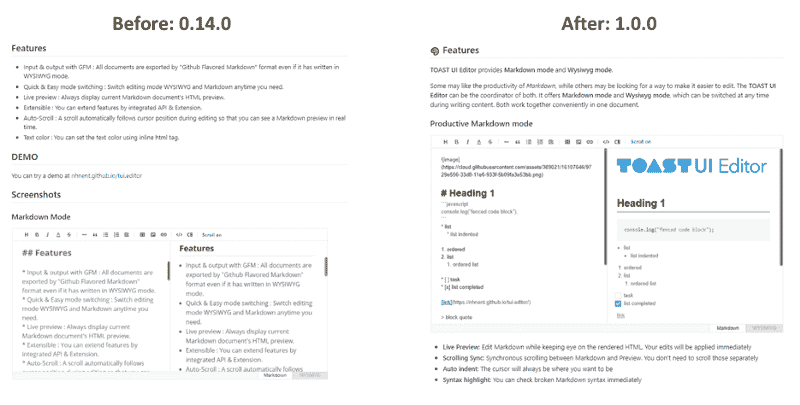 Before: 0.14.0
Features
• Input & output with GFM : All documents are exported by "Github Flavored Markdown" format even if it has written in
WYSIWYG mode.
• Quick & Easy mode switching : Switch editing mode WYSIWYG and Markdown anytime you need.
• Live preview : Always display current Markdown document's HTML preview.
• Extensible : You can extend features by integrated API & Extension.
• Auto-Scroll : A scroll automatically follows cursor position during editing so that you can see a Markdown preview in real
time.
• Text color : You can set the text color using inline html tag.
DEMO
You can try a demo at nhnent.github.io/tui.editor
Screenshots
Markdown Mode
H B I S
Scroll on
## Features
* Input & output with GFM : All documents are
exported by "Github Flavored Markdown"
format even if it has written in WYSIWYG
mode.
* Quick & Easy mode switching : Switch editing
mode WYSIWYG and Markdown anytime you
need.
* Live preview : Always display current
Markdown document's HTML preview.
* Extensible : You can extend features by
integrated API & Extension.
* Auto-Scroll : A scroll automatically follows
Features
• Input & output with GFM : All documents are
exported by "Github Flavored Markdown"
format even if it has written in WYSIWYG
mode.
• Quick & Easy mode switching : Switch editing
mode WYSIWYG and Markdown anytime you
need.
• Live preview : Always display current
Markdown document's HTML preview.
• Extensible : You can extend features by
integrated API & Extension.
• Auto-Scroll : A scroll automatically follows
Markdown WYSIWYG
After: 1.0.0
Features
TOAST UI Editor provides Markdown mode and Wysiwyg mode.
Some may like the productivity of Markdown, while others may be looking for a way to make it easier to edit. The TOAST UI
Editor can be the coordinator of both. It offers Markdown mode and Wysiwyg mode, which can be switched at any time
during writing content. Both work together conveniently in one document.
Productive Markdown mode
H B I S
Scroll on
![image]
# Heading 1
```javascript
console.log("fenced code block");
```
* list
* list indented
1. ordered
2. list
1. ordered list
* [ ] task
* [x] list completed
[link]('https://nhnent.github.io/tui.editor/)
> block quote
TOAST UI Editor
Heading 1
console.log("fenced code block");
• list
• list indented
1. ordered
2. list
1. ordered list
task
list completed
link
Markdown WYSIWYG
• Live Preview: Edit Markdown while keeping eye on the rendered HTML. Your edits will be applied immediately
• Scrolling Sync: Synchronous scrolling between Markdown and Preview. You don't need to scroll those separately
• Auto indent: The cursor will always be where you want to be
• Syntax highlight: You can check broken Markdown syntax immediately